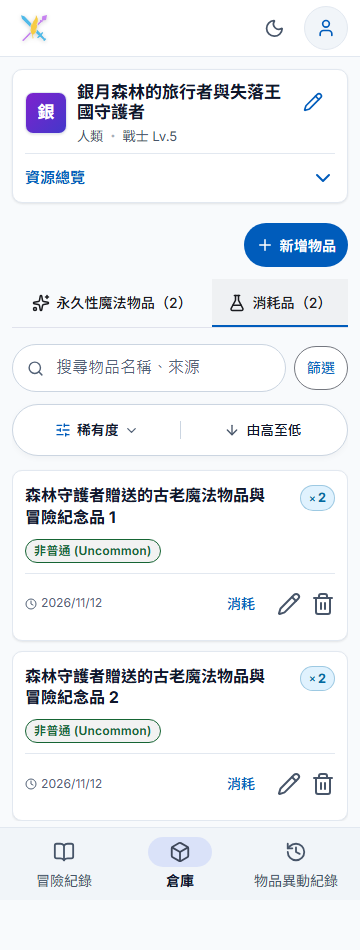 銀
銀月森林的旅行者與失落王
國守護者
人類 • 戰士 Lv.5
資源總覽
新增物品
永久性魔法物品（2）
消耗品（2）
搜尋物品名稱、來源
篩選
稀有度
由高至低
森林守護者贈送的古老魔法物品與
冒險紀念品 1
×2
非普通 (Uncommon)
2026/11/12
消耗
森林守護者贈送的古老魔法物品與
冒險紀念品 2
×2
非普通 (Uncommon)
2026/11/12
消耗
冒險紀錄
倉庫
物品異動紀錄